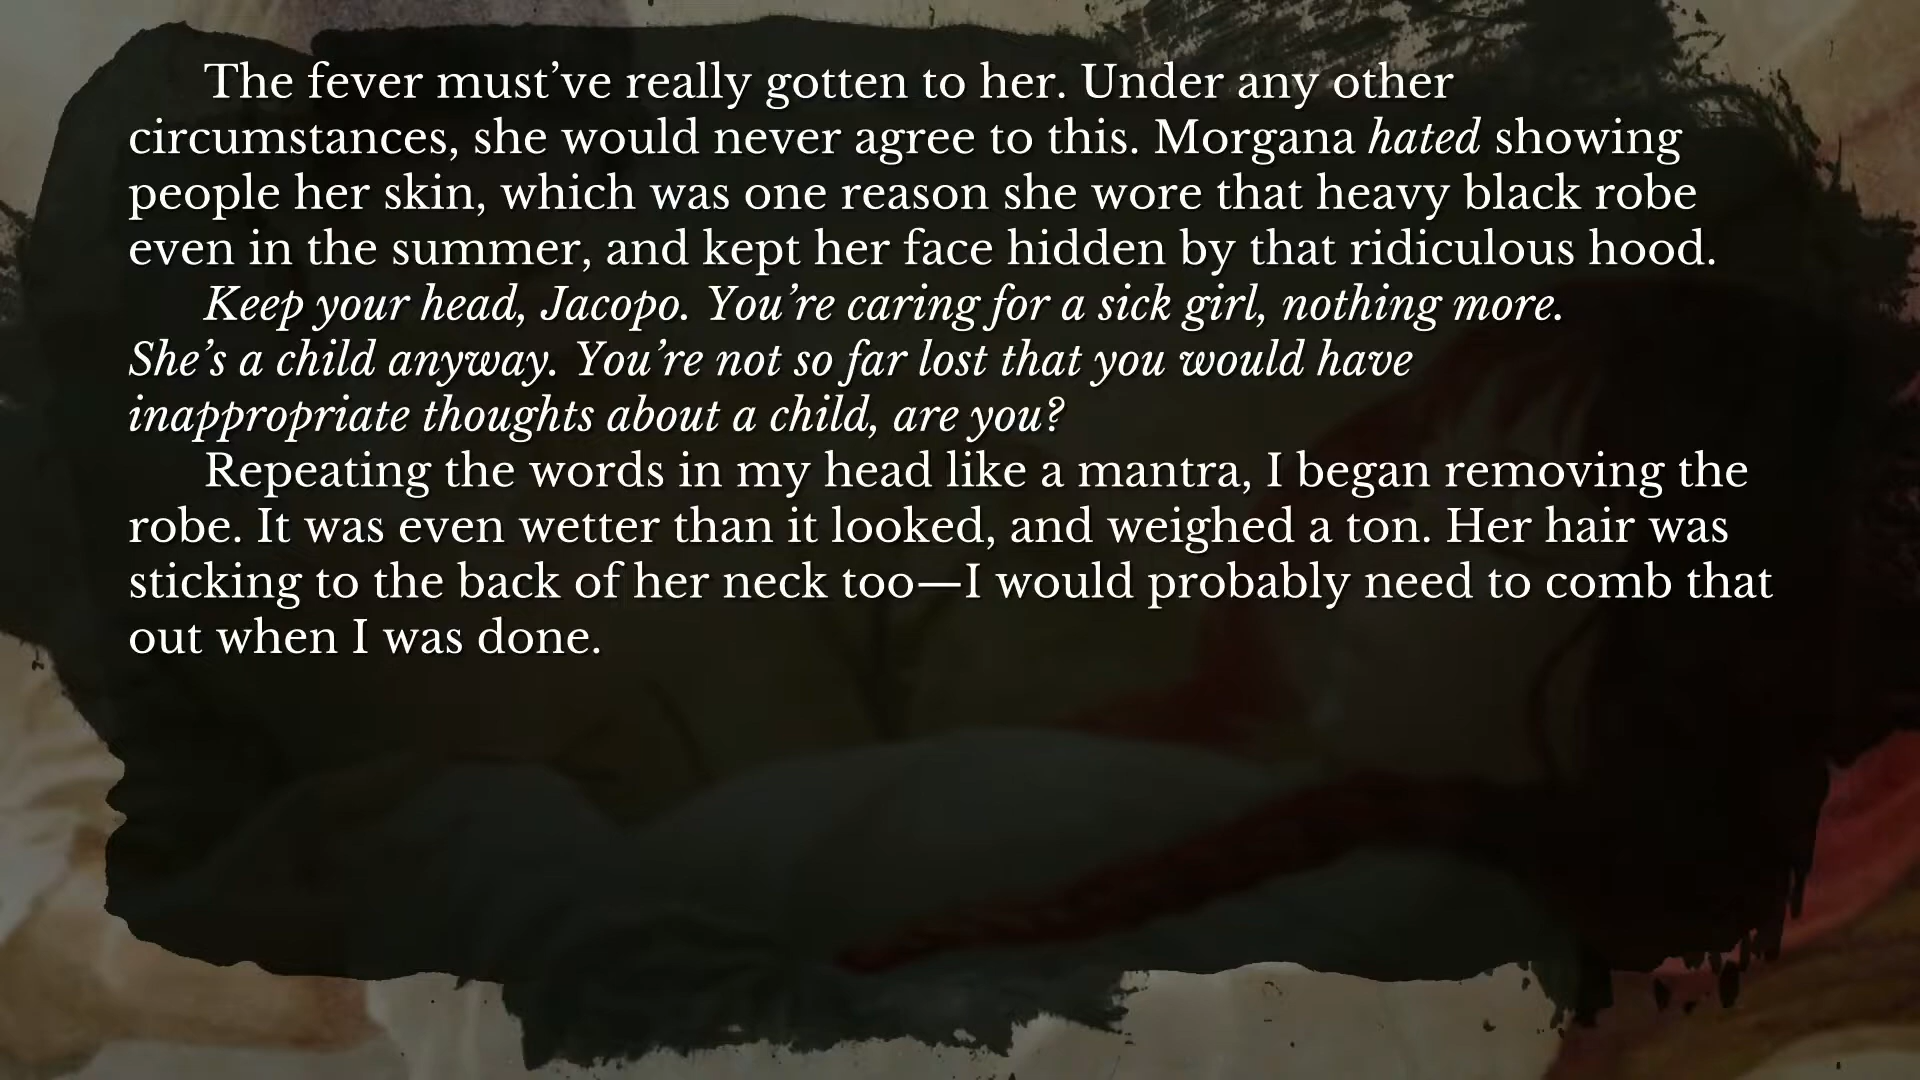 The fever must’ve really gotten to her. Under any other
circumstances, she would never agree to this. Morgana hated showing
people her skin, which was one reason she wore that heavy black robe
even in the summer, and kept her face hidden by that ridiculous hood.
Keep your head, Jacopo. You’re caring for a sick girl, nothing more.
She’s a child anyway. You’re not so far lost that you would have
inappropriate thoughts about a child, are you?
Repeating the words in my head like a mantra, I began removing the
robe. It was even wetter than it looked, and weighed a ton. Her hair was
sticking to the back of her neck too—I would probably need to comb that
out when I was done.